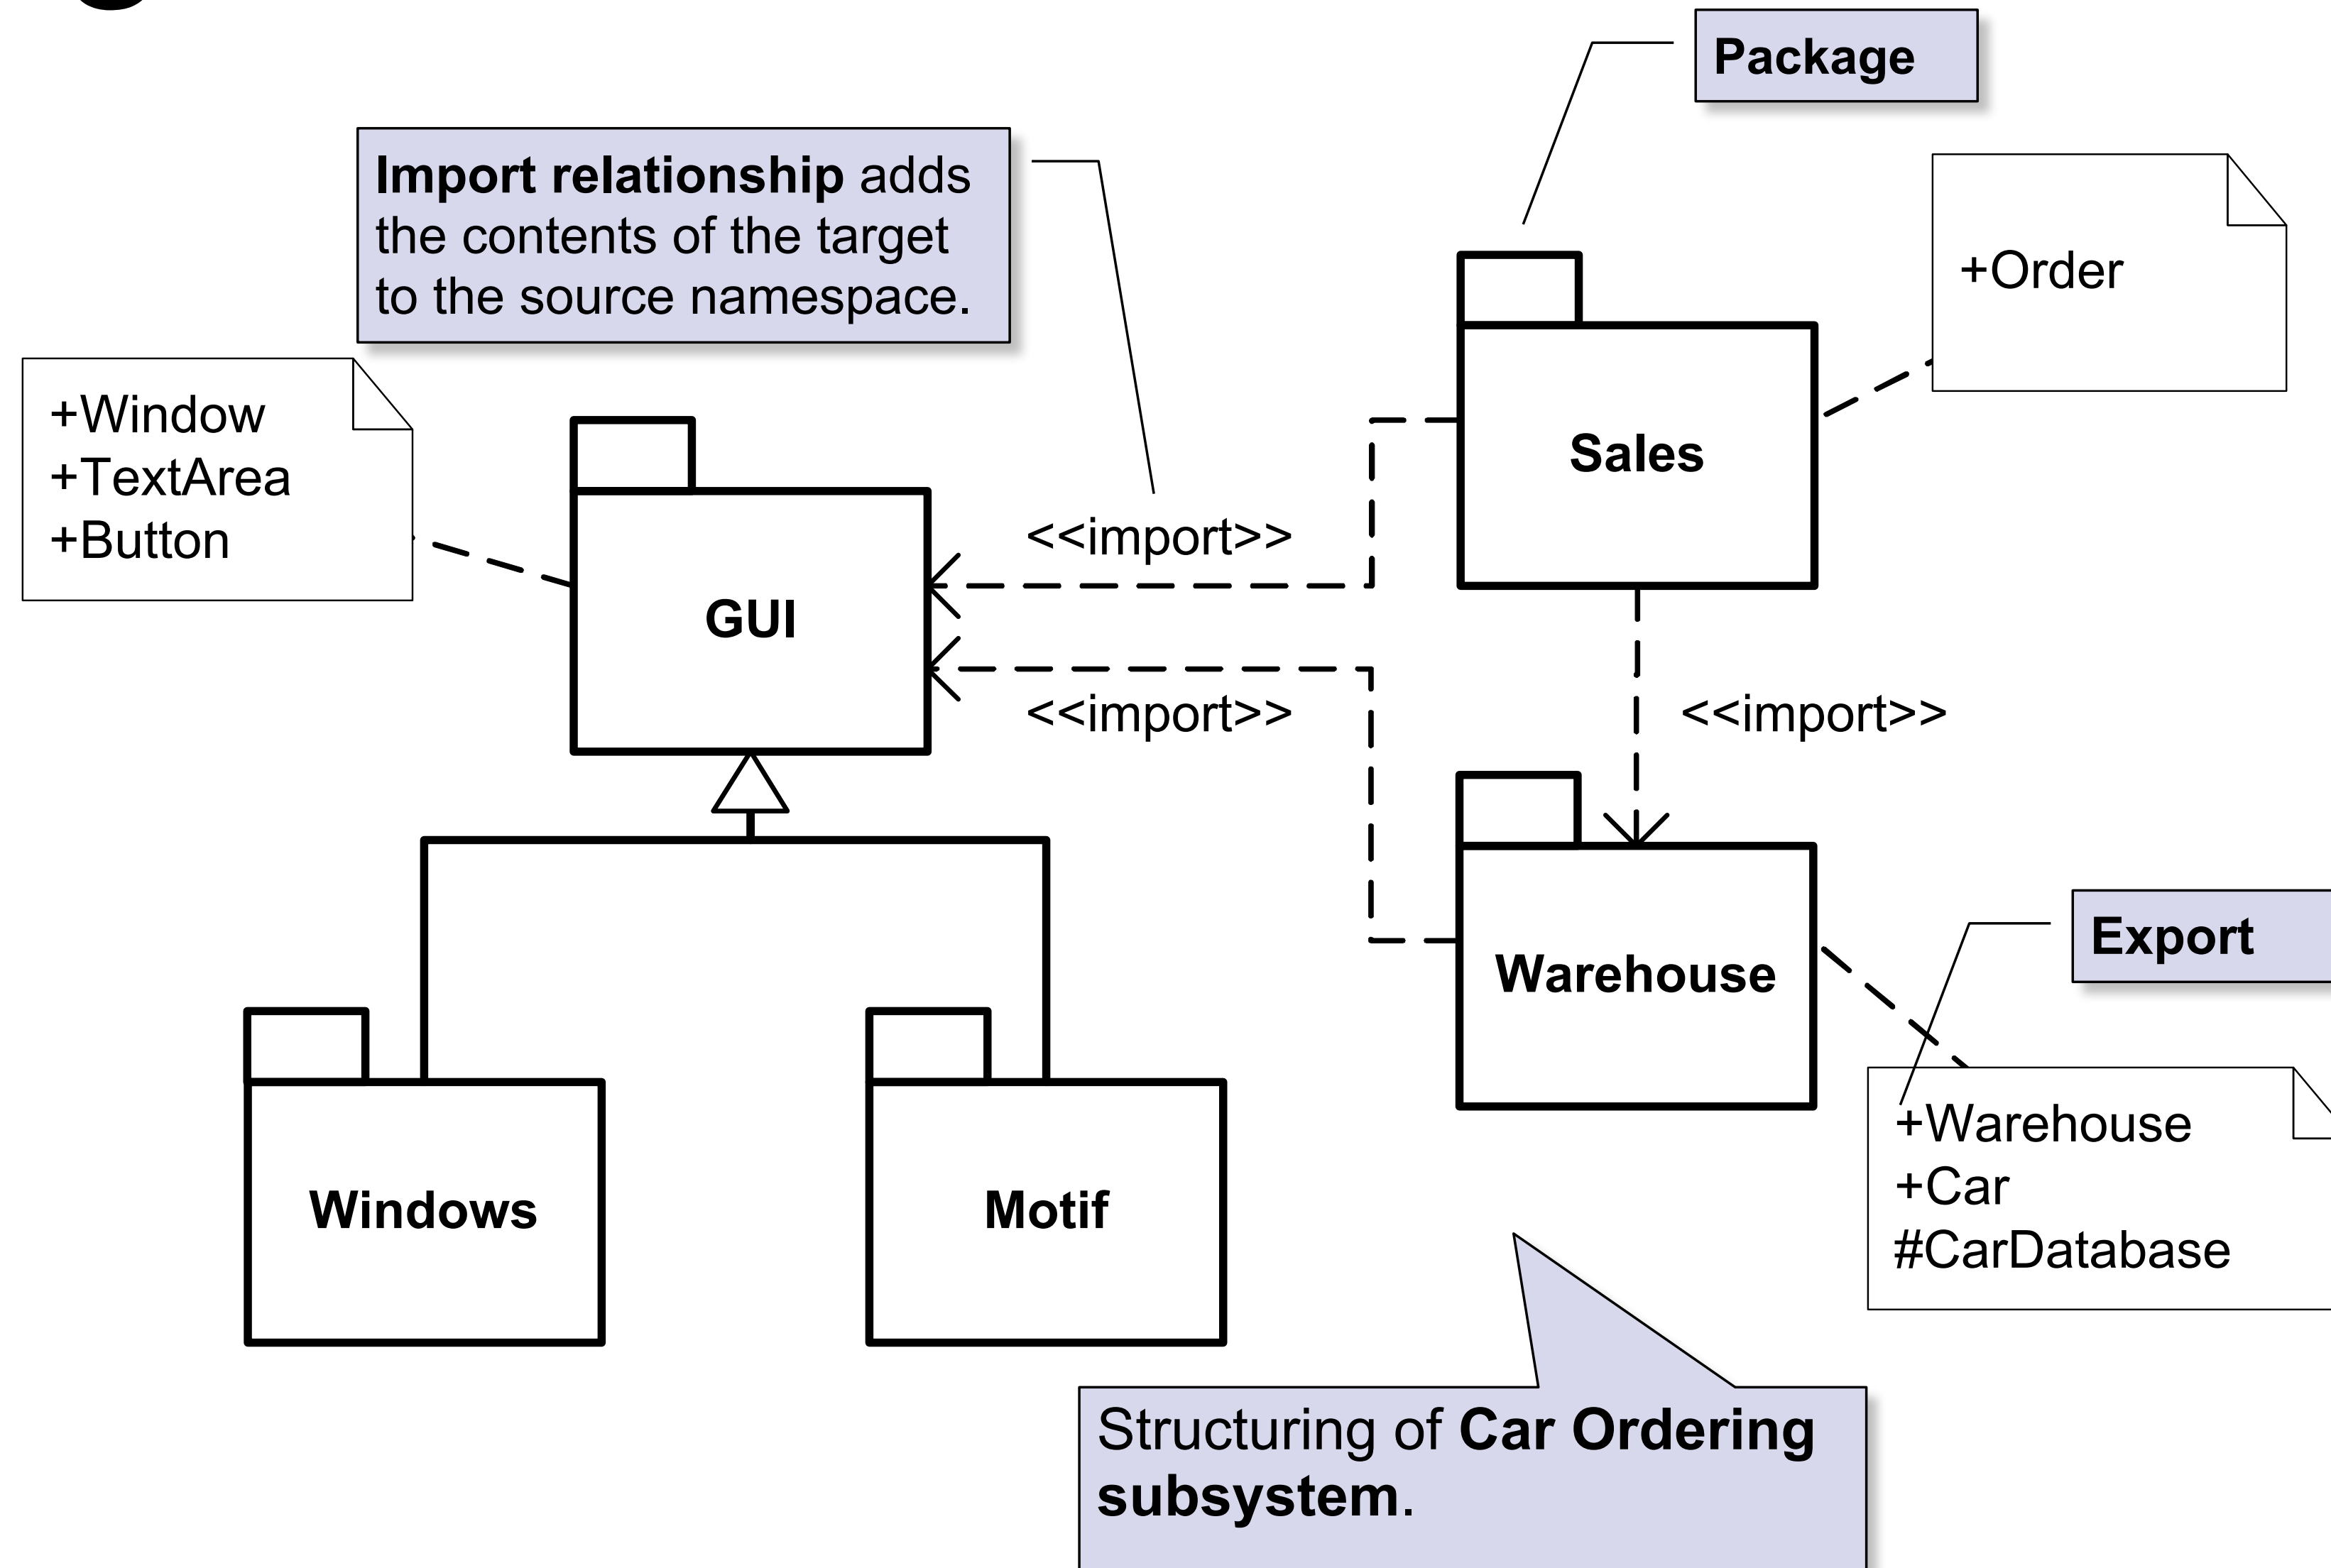 Package
Import relationship adds
the contents of the target
to the source namespace.
+Order
+Window
+TextArea
+Button
Sales
<<import>>
GUI
<<import>>
<<import>>
Warehouse
Export
+Warehouse
+Car
#CarDatabase
Windows
Motif
Structuring of Car Ordering
subsystem.